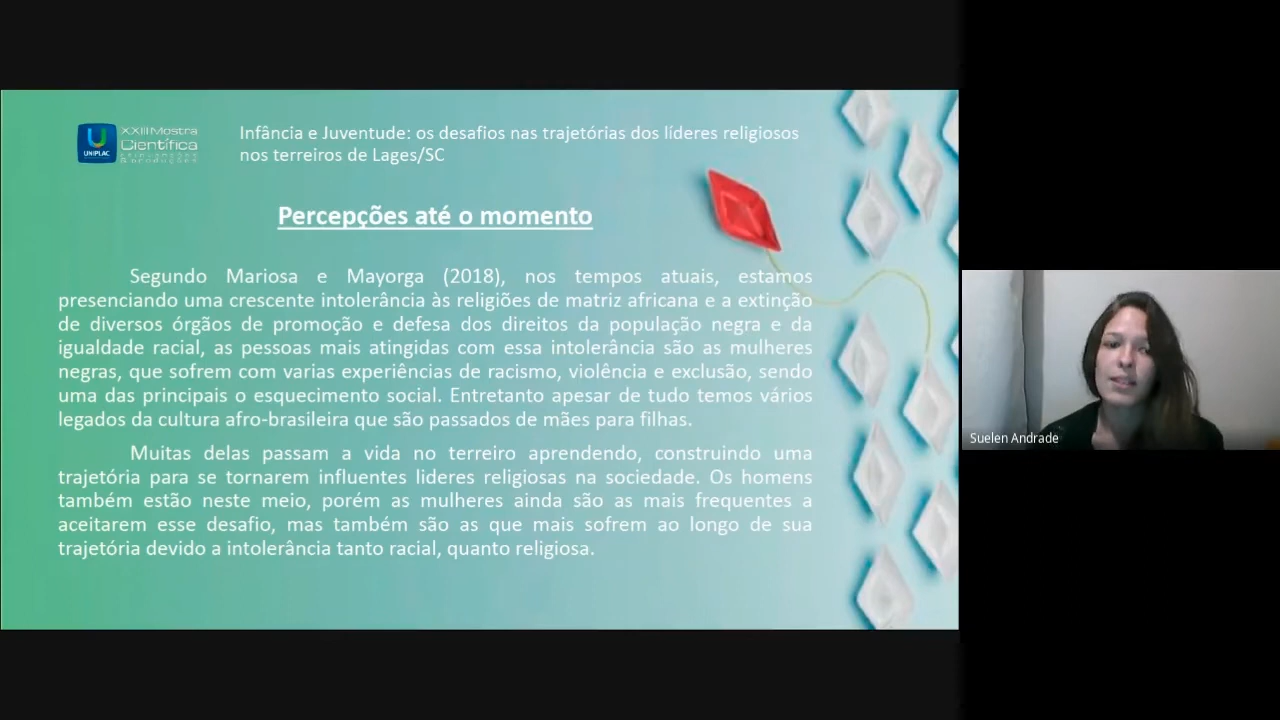 XXIII Mostra
Científica
UNIPLAC
Infância e Juventude: os desafios nas trajetórias dos líderes religiosos
nos terreiros de Lages/SC
Percepções até o momento
Segundo Mariosa e Mayorga (2018), nos tempos atuais, estamos
presenciando uma crescente intolerância às religiões de matriz africana e a extinção
de diversos órgãos de promoção e defesa dos direitos da população negra e da
igualdade racial, as pessoas mais atingidas com essa intolerância são as mulheres
negras, que sofrem com varias experiências de racismo, violência e exclusão, sendo
uma das principais o esquecimento social. Entretanto apesar de tudo temos vários
legados da cultura afro-brasileira que são passados de mães para filhas.
Muitas delas passam a vida no terreiro aprendendo, construindo uma
trajetória para se tornarem influentes lideres religiosas na sociedade. Os homens
também estão neste meio, porém as mulheres ainda são as mais frequentes a
aceitarem esse desafio, mas também são as que mais sofrem ao longo de sua
trajetória devido a intolerância tanto racial, quanto religiosa.
Suelen Andrade